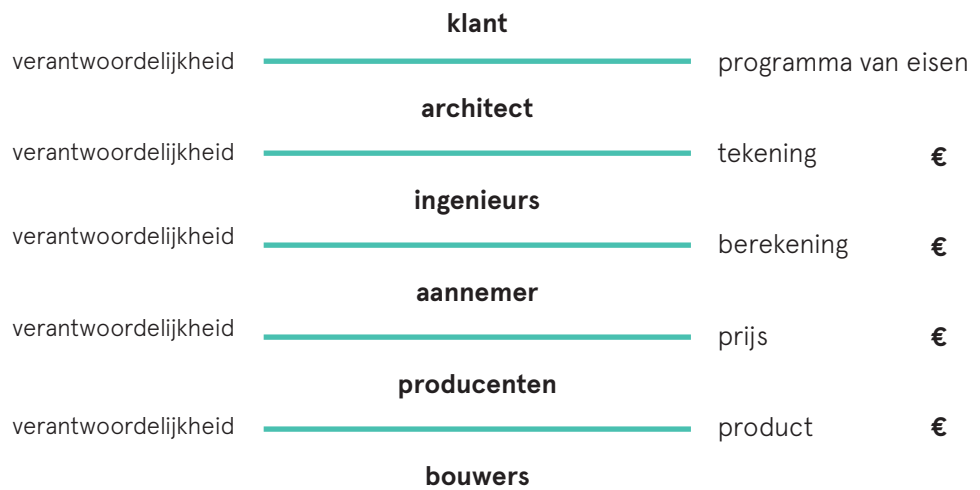 klant
verantwoordelijkheid programma van eisen
architect
verantwoordelijkheid tekening €
ingenieurs
verantwoordelijkheid berekening €
aannemer
verantwoordelijkheid prijs €
producenten
verantwoordelijkheid product €
bouwers